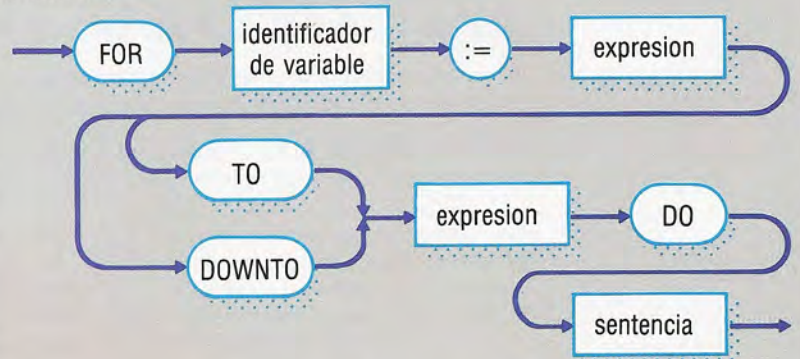 FOR
identificador
de variable
:=
expresion
TO
DOWNTO
expresion
DO
sentencia